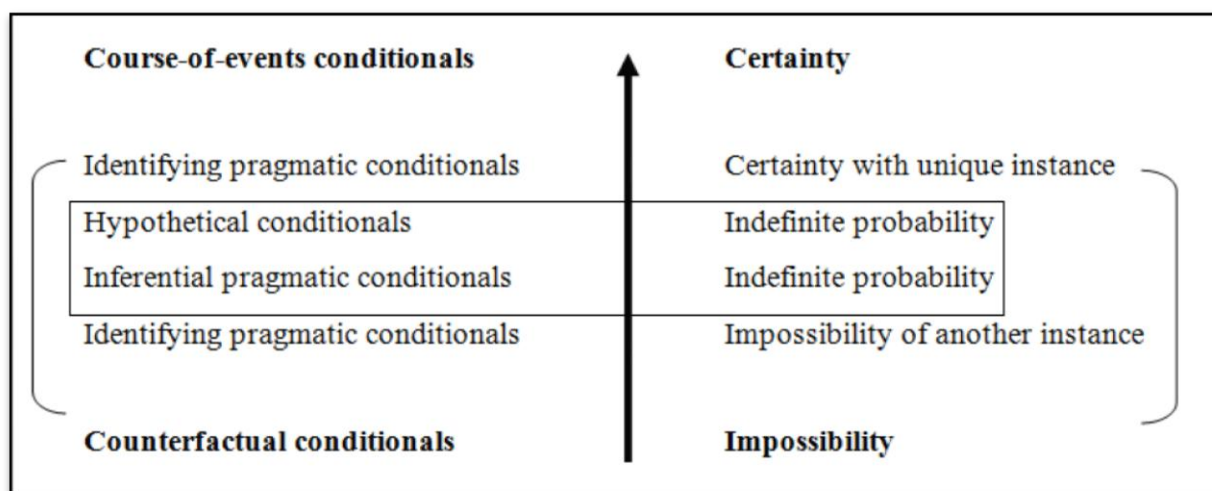 Course-of-events conditionals Certainty
Identifying pragmatic conditionals Certainty with unique instance
Hypothetical conditionals Indefinite probability
Inferential pragmatic conditionals Indefinite probability
Identifying pragmatic conditionals Impossibility of another instance
Counterfactual conditionals Impossibility